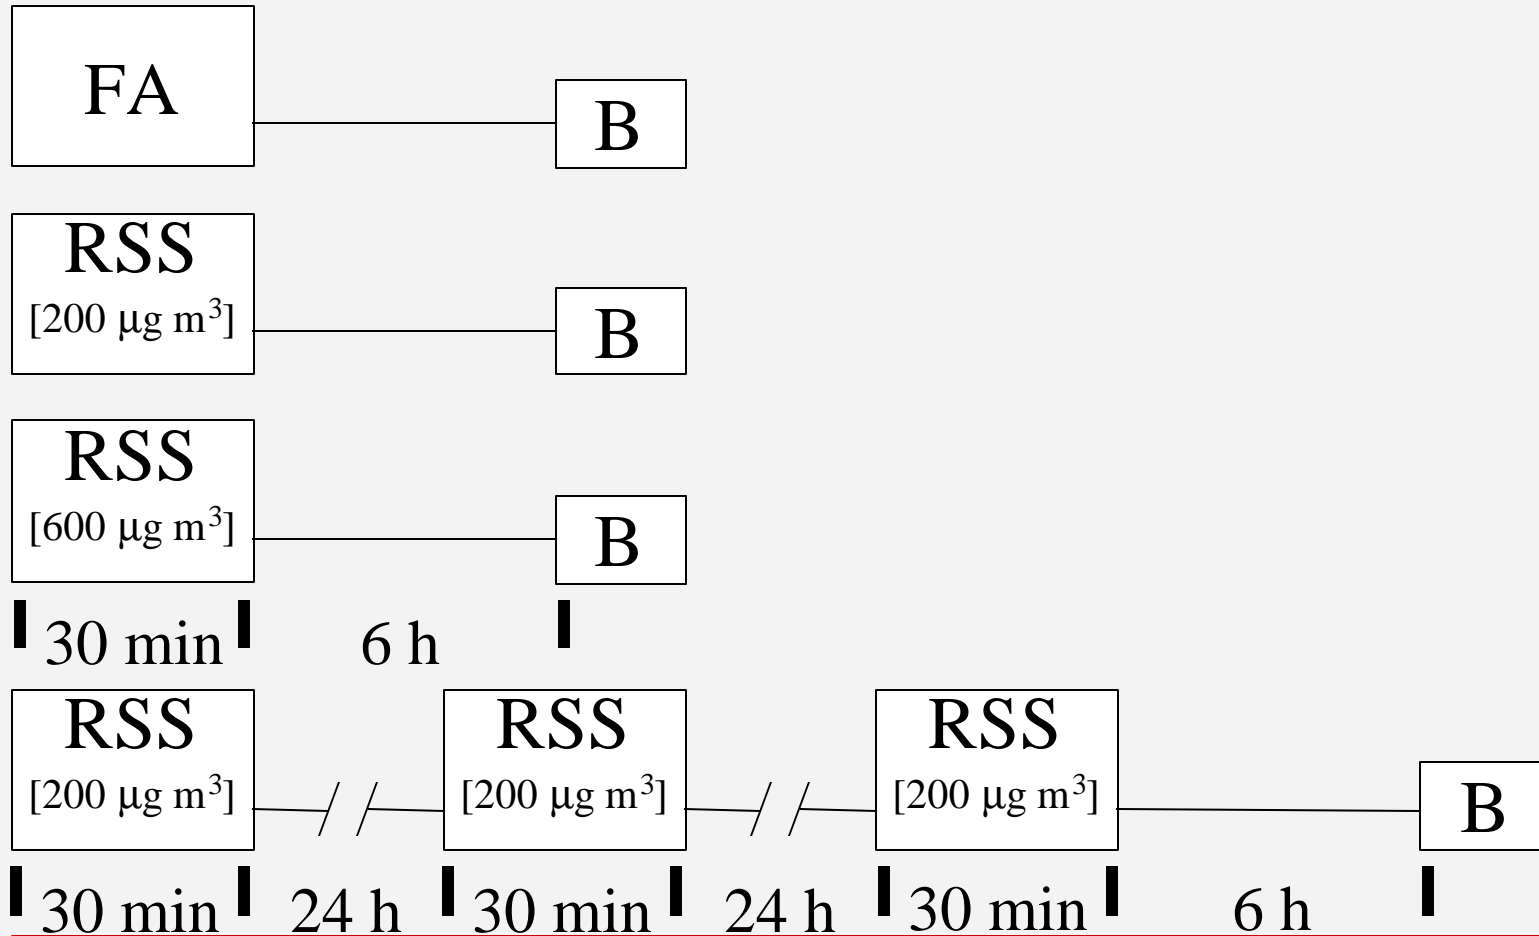 FA
B
RSS
[200 μg m³]
B
RSS
[600 μg m³]
B
30 min 6 h
RSS RSS RSS
[200 μg m³] [200 μg m³] [200 μg m³] B
30 min 24 h 30 min 24 h 30 min 6 h